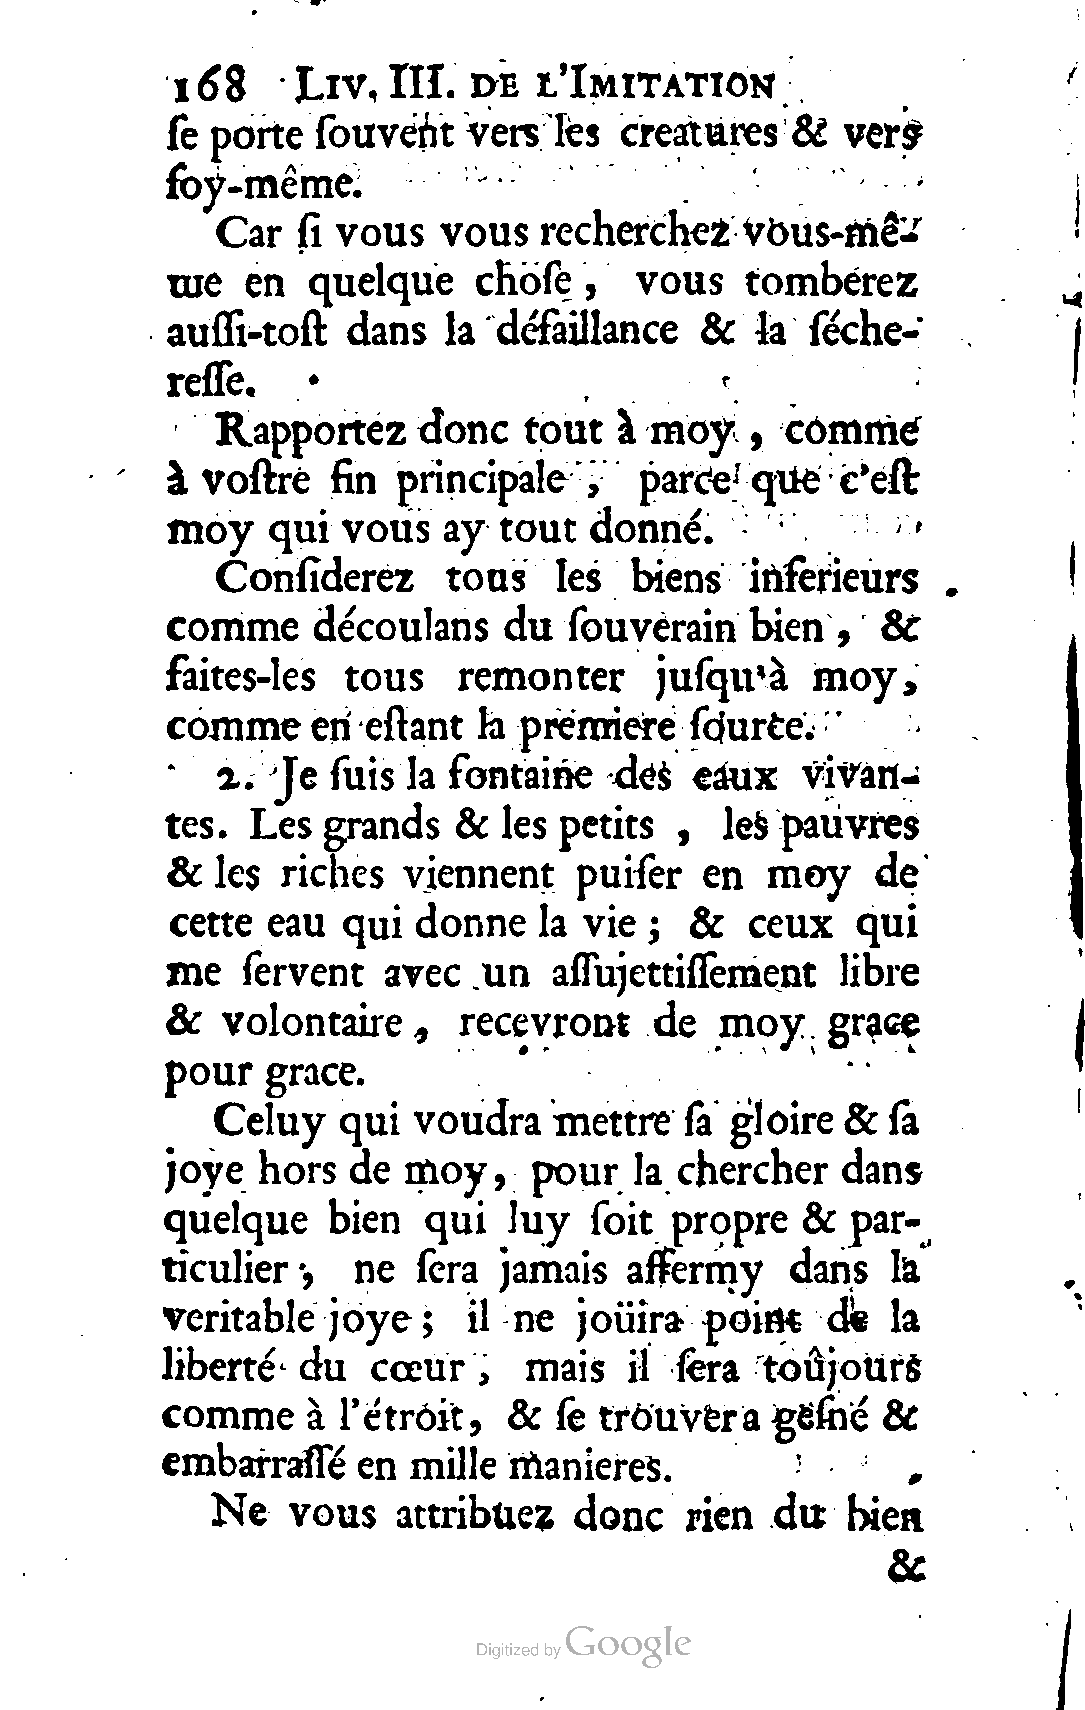 168 LIV. III. DE L'IMITATION
ſe porte ſouvent vers les creatures & vers
ſoy-même.
Car ſi vous vous recherchez vous-mê-
me en quelque choſe, vous tomberez
auſſi-toſt dans la défaillance & la ſéche-
reſſe.
Rapportez donc tout à moy, comme
à voſtre fin principale, parce que c'eſt
moy qui vous ay tout donné.
Conſiderez tous les biens inferieurs
comme découlans du ſouverain bien, &
faites-les tous remonter juſqu'à moy,
comme en eſtant la premiere ſource.
2. Je ſuis la fontaine des eaux vivan-
tes. Les grands & les petits, les pauvres
& les riches viennent puiſer en moy de
cette eau qui donne la vie; & ceux qui
me ſervent avec un aſſujettiſſement libre
& volontaire, recevront de moy grace
pour grace.
Celuy qui voudra mettre ſa gloire & ſa
joye hors de moy, pour la chercher dans
quelque bien qui luy ſoit propre & par-
ticulier, ne ſera jamais affermy dans la
veritable joye; il ne joüira point de la
liberté du cœur, mais il ſera toûjours
comme à l'étroit, & ſe trouvera geſné &
embarraſſé en mille manieres.
Ne vous attribuez donc rien du bien
&
Digitized by Google